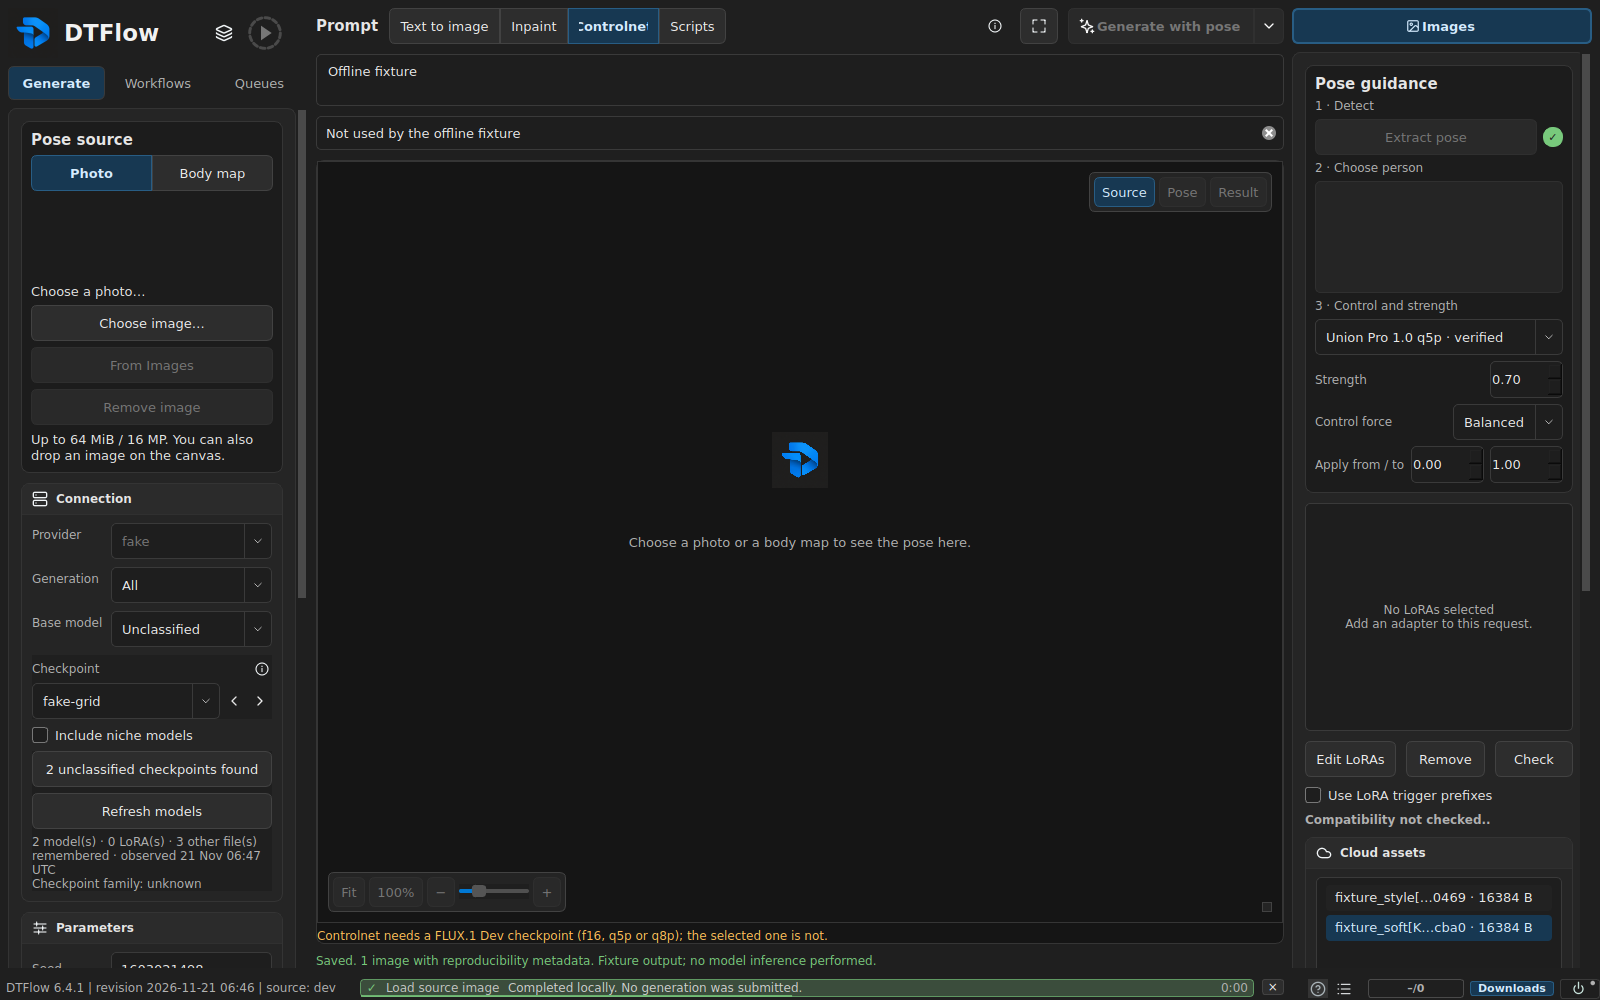 DTFlow
Generate
Workflows
Queues
Pose source
Photo
Body map
Choose a photo...
Choose image...
From Images
Remove image
Up to 64 MiB / 16 MP. You can also
drop an image on the canvas.
Connection
Provider
fake
Generation
All
Base model
Unclassified
Checkpoint
fake-grid
Include niche models
2 unclassified checkpoints found
Refresh models
2 model(s) · 0 LoRA(s) · 3 other file(s)
remembered · observed 21 Nov 06:47
UTC
Checkpoint family: unknown
Parameters
Prompt
Text to image
Inpaint
Controlnet
Scripts
Generate with pose
Offline fixture
Not used by the offline fixture
Source
Pose
Result
Choose a photo or a body map to see the pose here.
Fit
100%
−
+
Controlnet needs a FLUX.1 Dev checkpoint (f16, q5p or q8p); the selected one is not.
Saved. 1 image with reproducibility metadata. Fixture output; no model inference performed.
Images
Pose guidance
1 · Detect
Extract pose
2 · Choose person
3 · Control and strength
Union Pro 1.0 q5p · verified
Strength
0.70
Control force
Balanced
Apply from / to
0.00
1.00
No LoRAs selected
Add an adapter to this request.
Edit LoRAs
Remove
Check
Use LoRA trigger prefixes
Compatibility not checked..
Cloud assets
fixture_style[...0469 · 16384 B
fixture_soft[K...cba0 · 16384 B
DTFlow 6.4.1 | revision 2026-11-21 06:46 | source: dev
✓ Load source image Completed locally. No generation was submitted.
0:00
–/0
Downloads